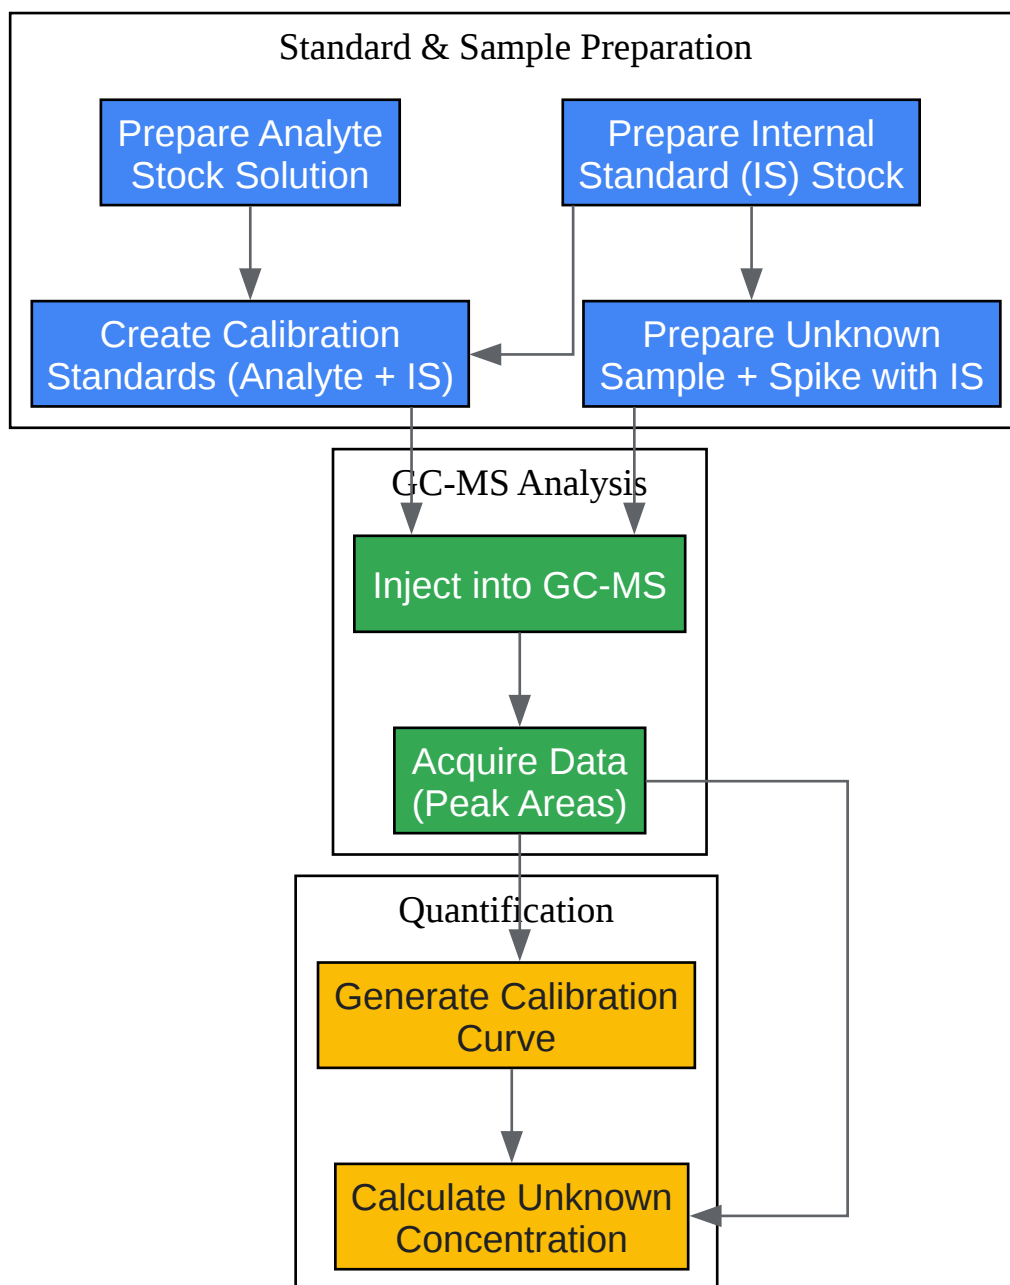 Standard & Sample Preparation
Prepare Analyte
Stock Solution
Prepare Internal
Standard (IS) Stock
Create Calibration
Standards (Analyte + IS)
Prepare Unknown
Sample + Spike with IS
GC-MS Analysis
Inject into GC-MS
Acquire Data
(Peak Areas)
Quantification
Generate Calibration
Curve
Calculate Unknown
Concentration